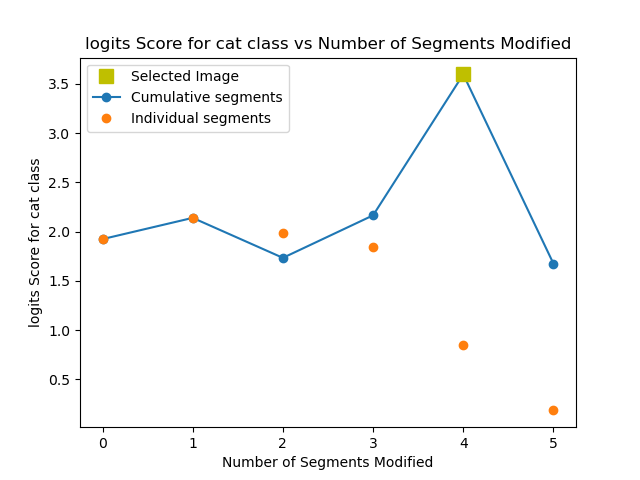 logits Score for cat class vs Number of Segments Modified
Selected Image
Cumulative segments
Individual segments
logits Score for cat class
3.5
3.0
2.5
2.0
1.5
1.0
0.5
0 1 2 3 4 5
Number of Segments Modified